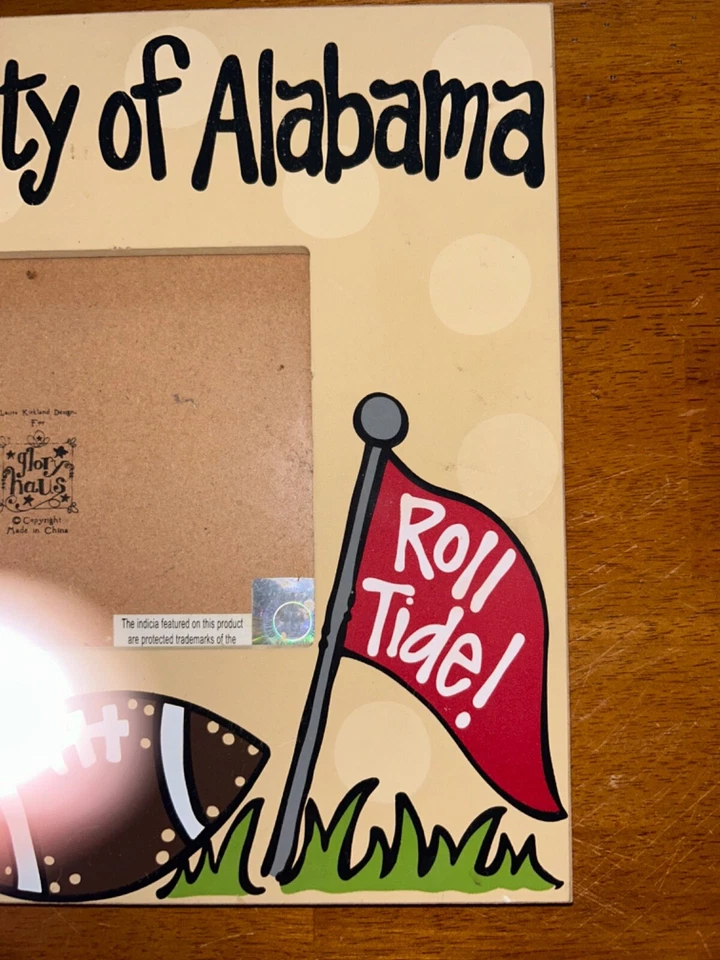 ty of Alabama
Laura Kirkland Designs
For
glory
haus
© Copyright
Made in China
Roll
Tide!
The indicia featured on this product
are protected trademarks of the